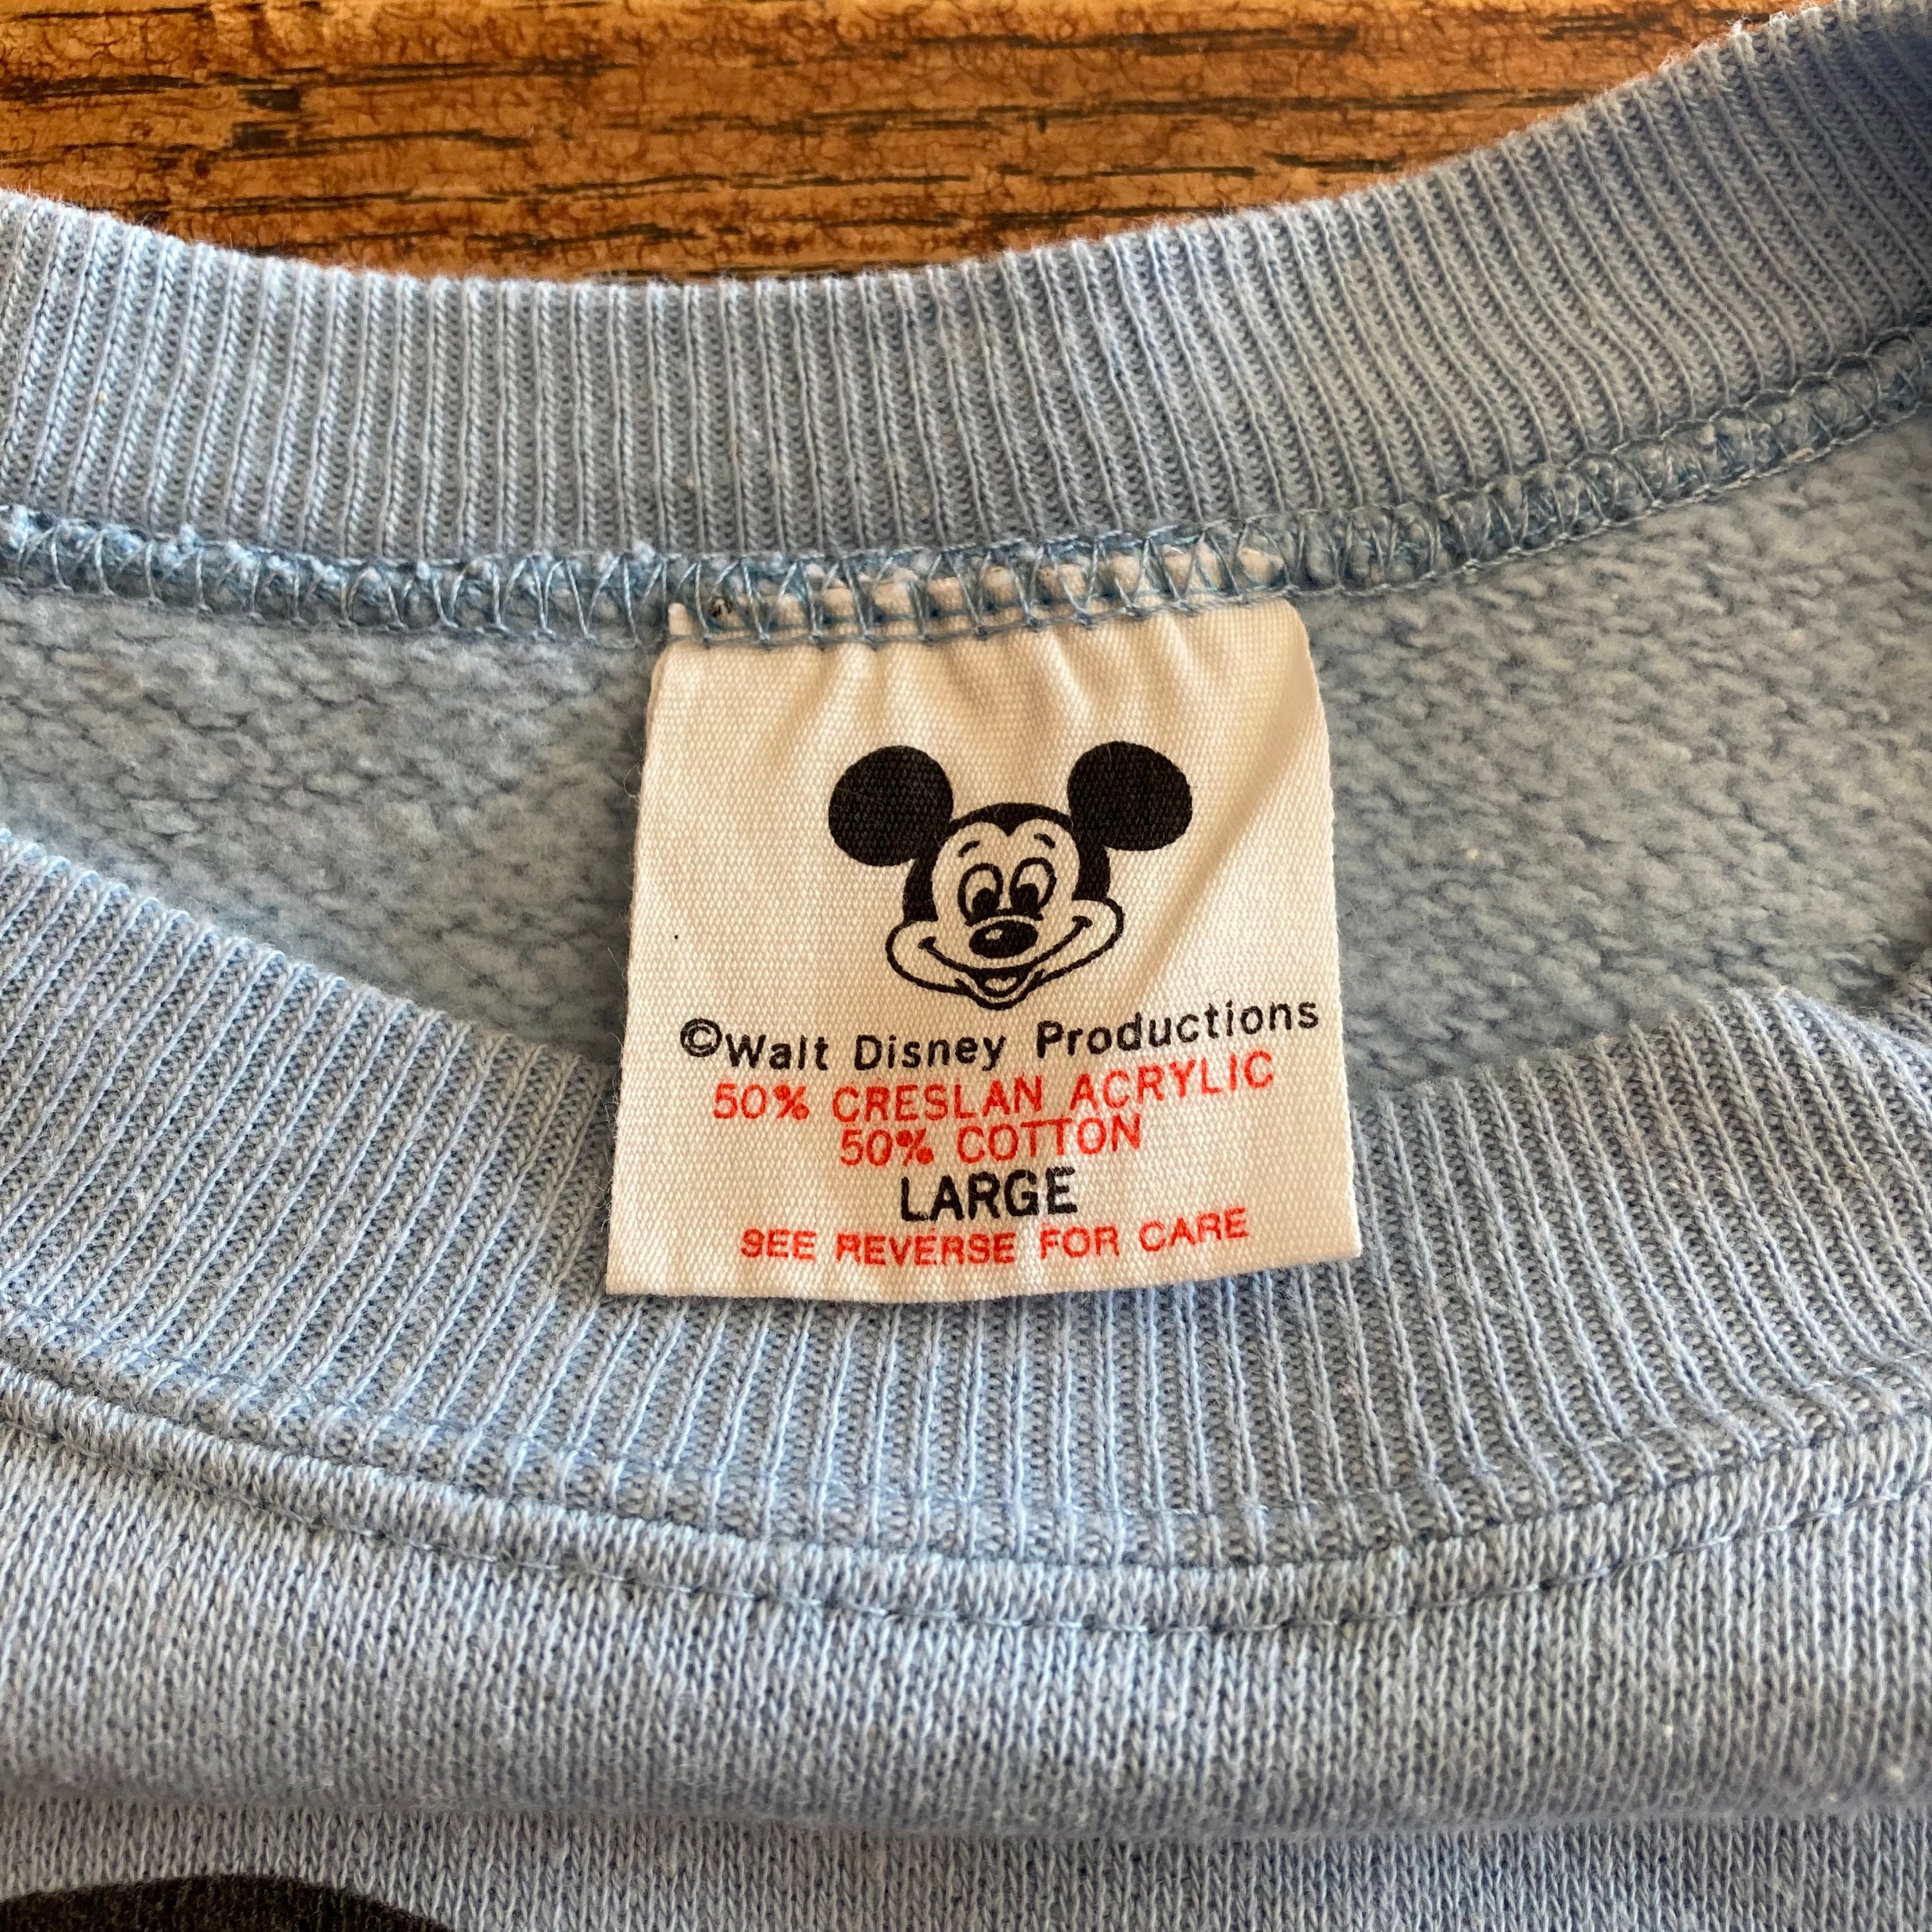 ©Walt Disney Productions
50% CRESLAN ACRYLIC
50% COTTON
LARGE
SEE REVERSE FOR CARE